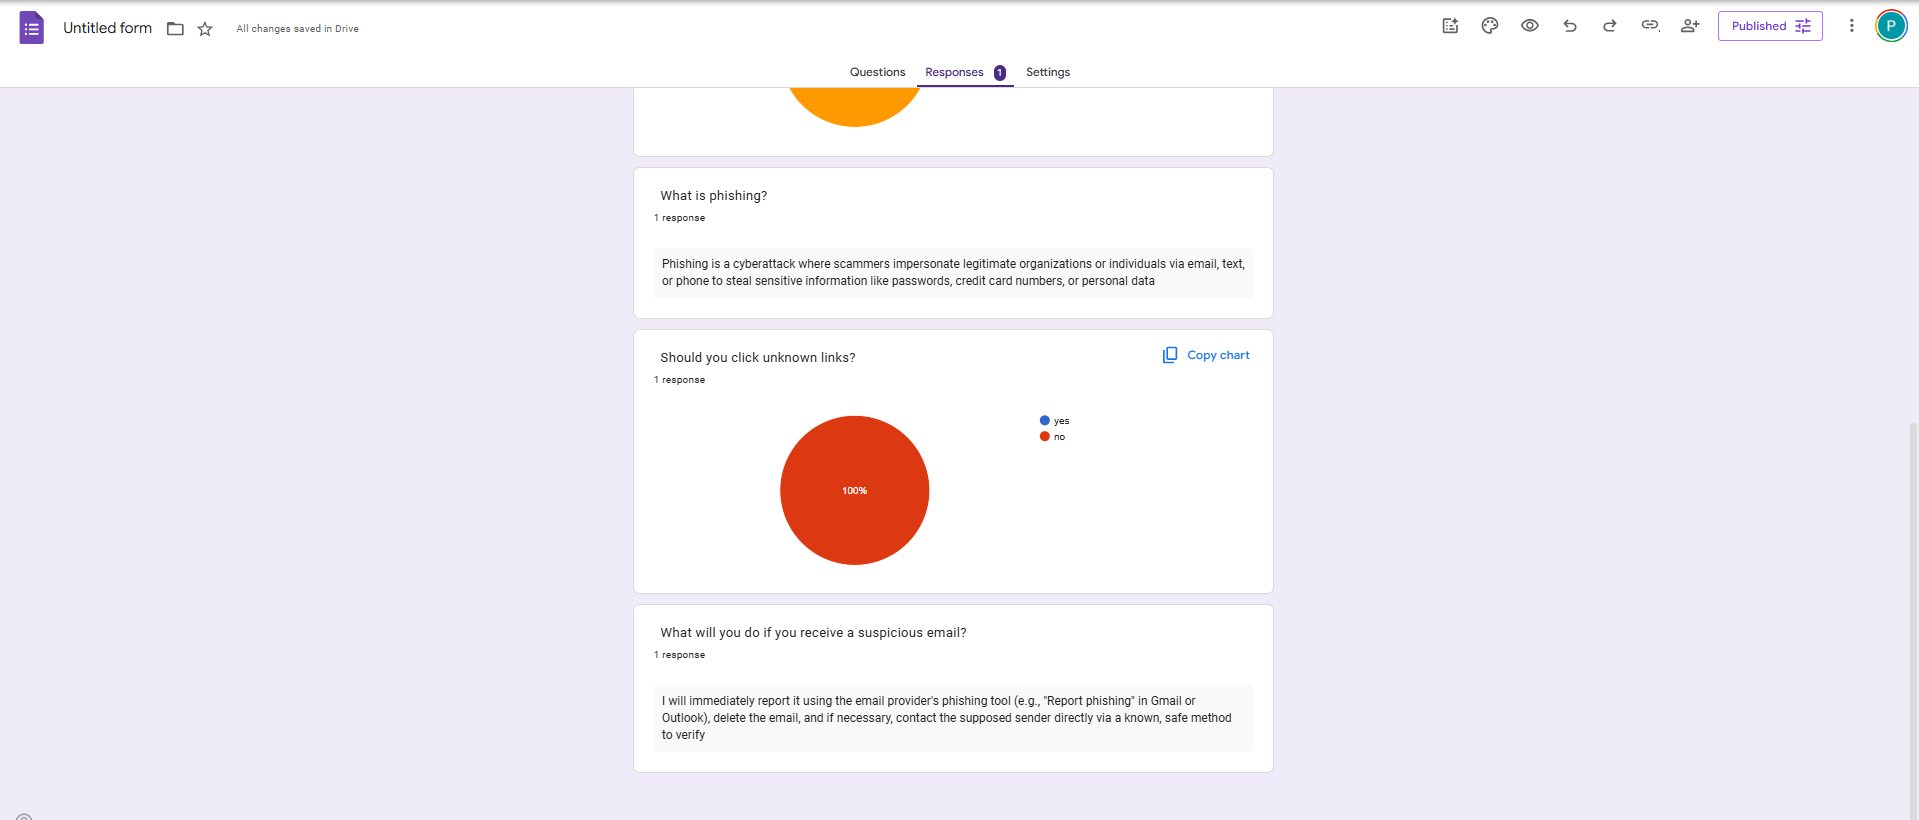 Untitled form
All changes saved in Drive
Published
P
Questions
Responses 1
Settings
What is phishing?
1 response
Phishing is a cyberattack where scammers impersonate legitimate organizations or individuals via email, text,
or phone to steal sensitive information like passwords, credit card numbers, or personal data
Should you click unknown links?
Copy chart
1 response
yes
no
100%
What will you do if you receive a suspicious email?
1 response
I will immediately report it using the email provider's phishing tool (e.g., "Report phishing" in Gmail or
Outlook), delete the email, and if necessary, contact the supposed sender directly via a known, safe method
to verify